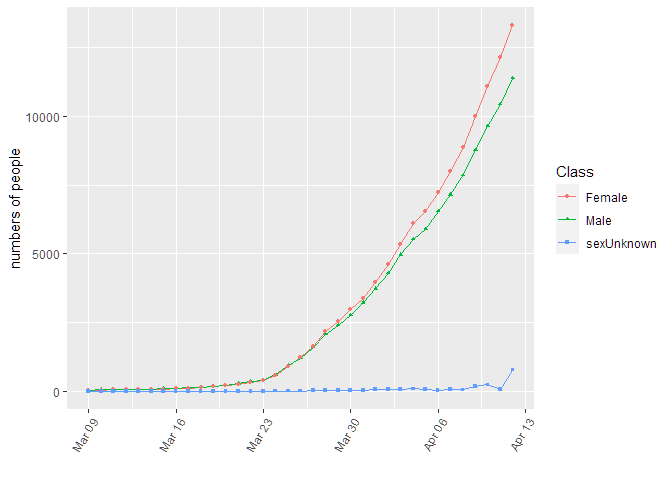 numbers of people
10000
5000
0
Mar 09
Mar 16
Mar 23
Mar 30
Apr 06
Apr 13
Class
Female
Male
sexUnknown